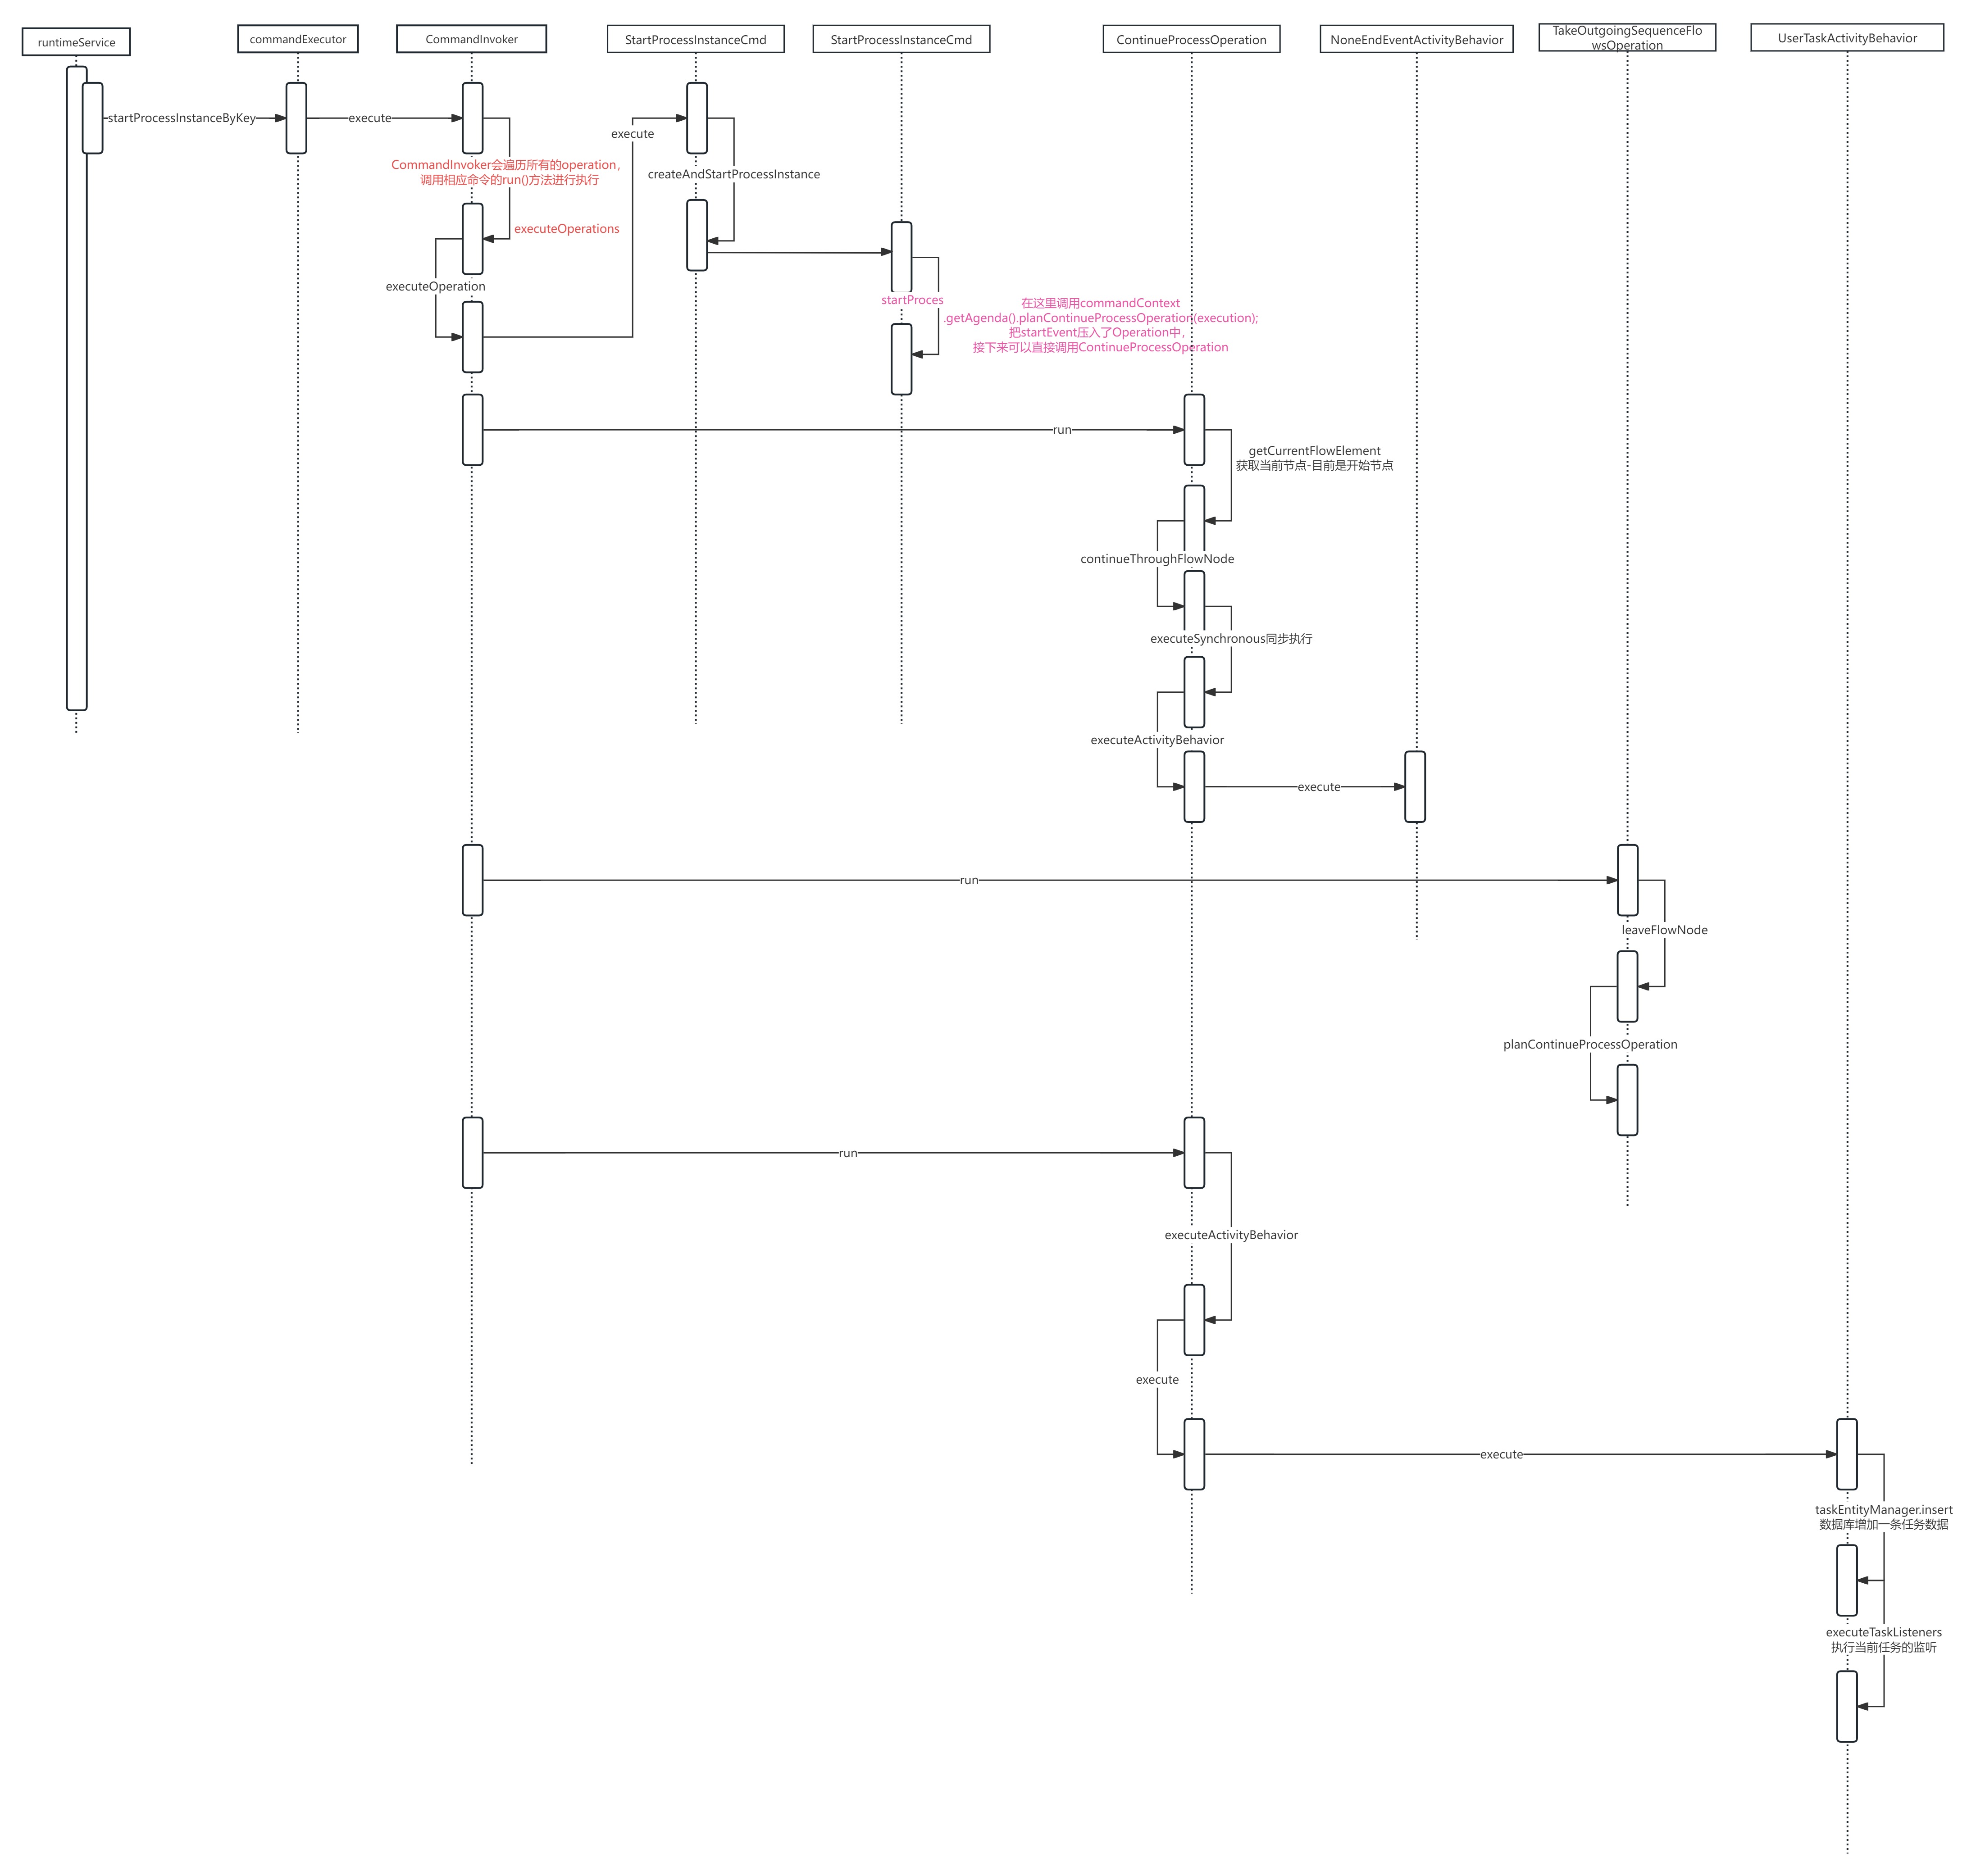 runtimeService
commandExecutor
CommandInvoker
StartProcessInstanceCmd
StartProcessInstanceCmd
ContinueProcessOperation
NoneEndEventActivityBehavior
TakeOutgoingSequenceFlo
wsOperation
UserTaskActivityBehavior
startProcessInstanceByKey
execute
execute
CommandInvoker会遍历所有的operation，
调用相应命令的run()方法进行执行
createAndStartProcessInstance
executeOperations
executeOperation
startProces
在这里调用commandContext
.getAgenda().planContinueProcessOperation(execution);
把startEvent压入了Operation中，
接下来可以直接调用ContinueProcessOperation
run
getCurrentFlowElement
获取当前节点-目前是开始节点
continueThroughFlowNode
executeSynchronous同步执行
executeActivityBehavior
execute
run
leaveFlowNode
planContinueProcessOperation
run
executeActivityBehavior
execute
execute
taskEntityManager.insert
数据库增加一条任务数据
executeTaskListeners
执行当前任务的监听